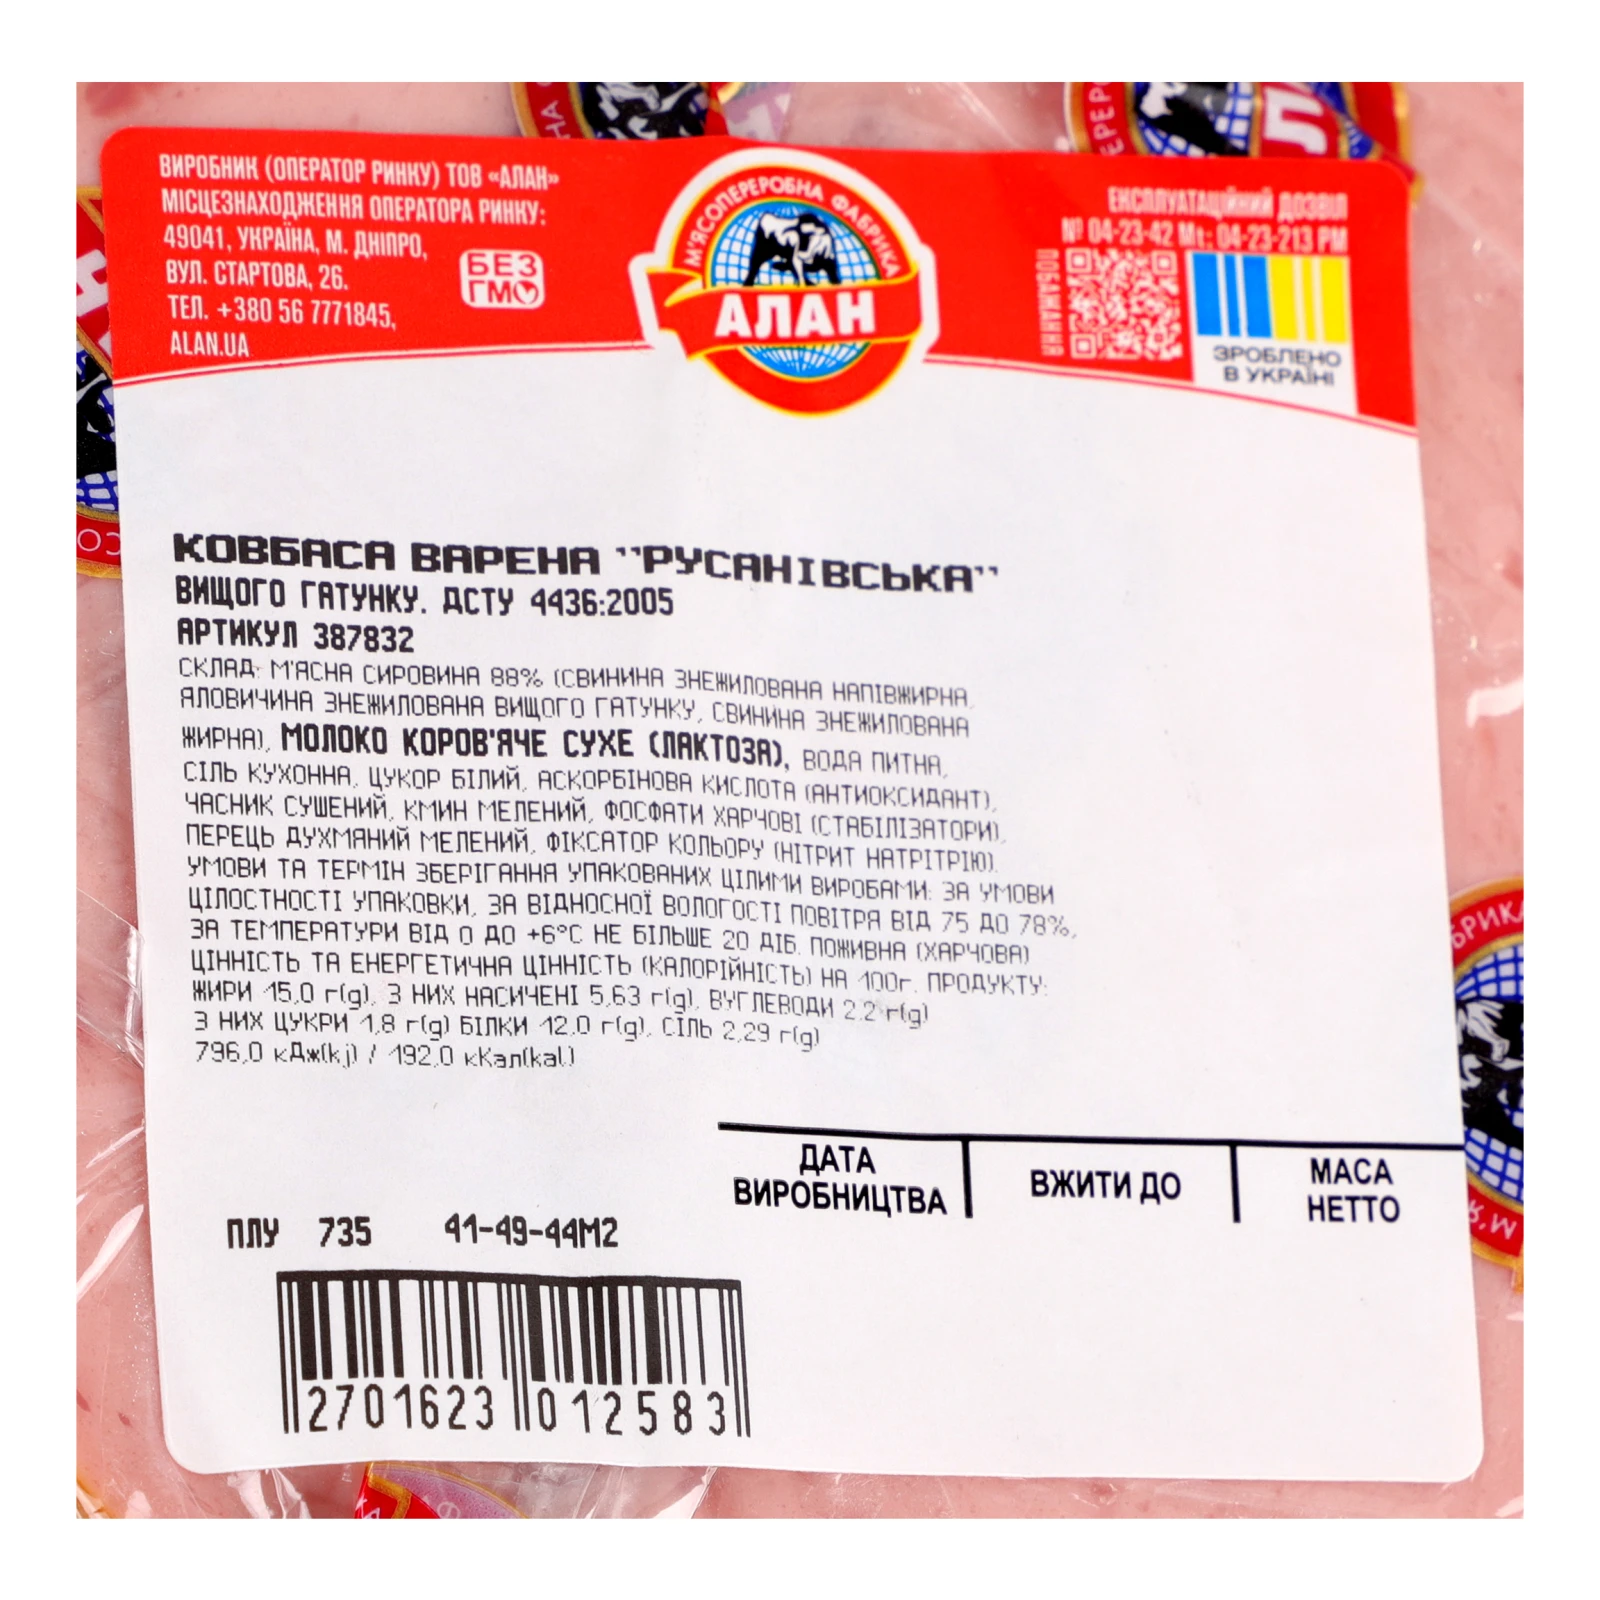 ВИРОБНИК (ОПЕРАТОР РИНКУ) ТОВ «АЛАН»
МІСЦЕЗНАХОДЖЕННЯ ОПЕРАТОРА РИНКУ:
49041, УКРАЇНА, М. ДНІПРО,
ВУЛ. СТАРТОВА, 26.
ТЕЛ. +380 56 7771845,
ALAN.UA
БЕЗ
ГМО
М'ЯСОПЕРЕРОБНА ФАБРИКА
АЛАН
ЕКСПЛУАТАЦІЙНИЙ ДОЗВІЛ
№ 04-23-42 Мt: 04-23-213 РМ
ПОБАЖАННЯ
ЗРОБЛЕНО
В УКРАЇНІ
КОВБАСА ВАРЕНА "РУСАНІВСЬКА"
ВИЩОГО ГАТУНКУ. ДСТУ 4436:2005
АРТИКУЛ 387832
СКЛАД: М'ЯСНА СИРОВИНА 88% (СВИНИНА ЗНЕЖИЛОВАНА НАПІВЖИРНА,
ЯЛОВИЧИНА ЗНЕЖИЛОВАНА ВИЩОГО ГАТУНКУ, СВИНИНА ЗНЕЖИЛОВАНА
ЖИРНА), МОЛОКО КОРОВ'ЯЧЕ СУХЕ (ЛАКТОЗА), ВОДА ПИТНА,
СІЛЬ КУХОННА, ЦУКОР БІЛИЙ, АСКОРБІНОВА КИСЛОТА (АНТИОКСИДАНТ),
ЧАСНИК СУШЕНИЙ, КМИН МЕЛЕНИЙ, ФОСФАТИ ХАРЧОВІ (СТАБІЛІЗАТОРИ),
ПЕРЕЦЬ ДУХМЯНИЙ МЕЛЕНИЙ, ФІКСАТОР КОЛЬОРУ (НІТРИТ НАТРІТРІЮ).
УМОВИ ТА ТЕРМІН ЗБЕРІГАННЯ УПАКОВАНИХ ЦІЛИМИ ВИРОБАМИ: ЗА УМОВИ
ЦІЛОСТНОСТІ УПАКОВКИ, ЗА ВІДНОСНОЇ ВОЛОГОСТІ ПОВІТРЯ ВІД 75 ДО 78%,
ЗА ТЕМПЕРАТУРИ ВІД 0 ДО +6°С НЕ БІЛЬШЕ 20 ДІБ. ПОЖИВНА (ХАРЧОВА)
ЦІННІСТЬ ТА ЕНЕРГЕТИЧНА ЦІННІСТЬ (КАЛОРІЙНІСТЬ) НА 100г. ПРОДУКТУ:
ЖИРИ 15,0 г(g), З НИХ НАСИЧЕНІ 5,63 г(g), ВУГЛЕВОДИ 2.2 г(g)
З НИХ ЦУКРИ 1,8 г(g) БІЛКИ 12.0 г(g), СІЛЬ 2,29 г(g)
796,0 кДж(kj) / 192,0 кКал(kal)
ДАТА ВИРОБНИЦТВА
ВЖИТИ ДО
МАСА НЕТТО
ПЛУ 735 41-49-44М2
2701623 012583